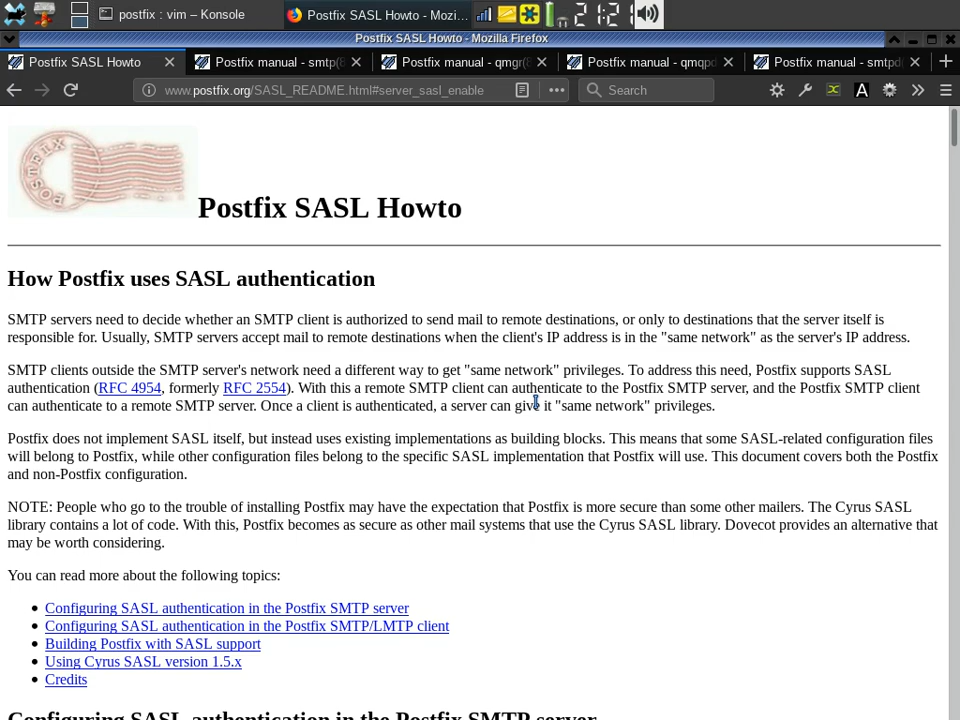 postfix : vim – Konsole
Postfix SASL Howto - Mozi...
Postfix SASL Howto - Mozilla Firefox
Postfix SASL Howto
Postfix manual - smtp(8
Postfix manual - qmgr(8
Postfix manual - qmqpd
Postfix manual - smtpd(
www.postfix.org/SASL_README.html#server_sasl_enable
Search
POSTFIX
Postfix SASL Howto
How Postfix uses SASL authentication
SMTP servers need to decide whether an SMTP client is authorized to send mail to remote destinations, or only to destinations that the server itself is
responsible for. Usually, SMTP servers accept mail to remote destinations when the client's IP address is in the "same network" as the server's IP address.
SMTP clients outside the SMTP server's network need a different way to get "same network" privileges. To address this need, Postfix supports SASL
authentication (RFC 4954, formerly RFC 2554). With this a remote SMTP client can authenticate to the Postfix SMTP server, and the Postfix SMTP client
can authenticate to a remote SMTP server. Once a client is authenticated, a server can give it "same network" privileges.
Postfix does not implement SASL itself, but instead uses existing implementations as building blocks. This means that some SASL-related configuration files
will belong to Postfix, while other configuration files belong to the specific SASL implementation that Postfix will use. This document covers both the Postfix
and non-Postfix configuration.
NOTE: People who go to the trouble of installing Postfix may have the expectation that Postfix is more secure than some other mailers. The Cyrus SASL
library contains a lot of code. With this, Postfix becomes as secure as other mail systems that use the Cyrus SASL library. Dovecot provides an alternative that
may be worth considering.
You can read more about the following topics:
Configuring SASL authentication in the Postfix SMTP server
Configuring SASL authentication in the Postfix SMTP/LMTP client
Building Postfix with SASL support
Using Cyrus SASL version 1.5.x
Credits
Configuring SASL authentication in the Postfix SMTP server